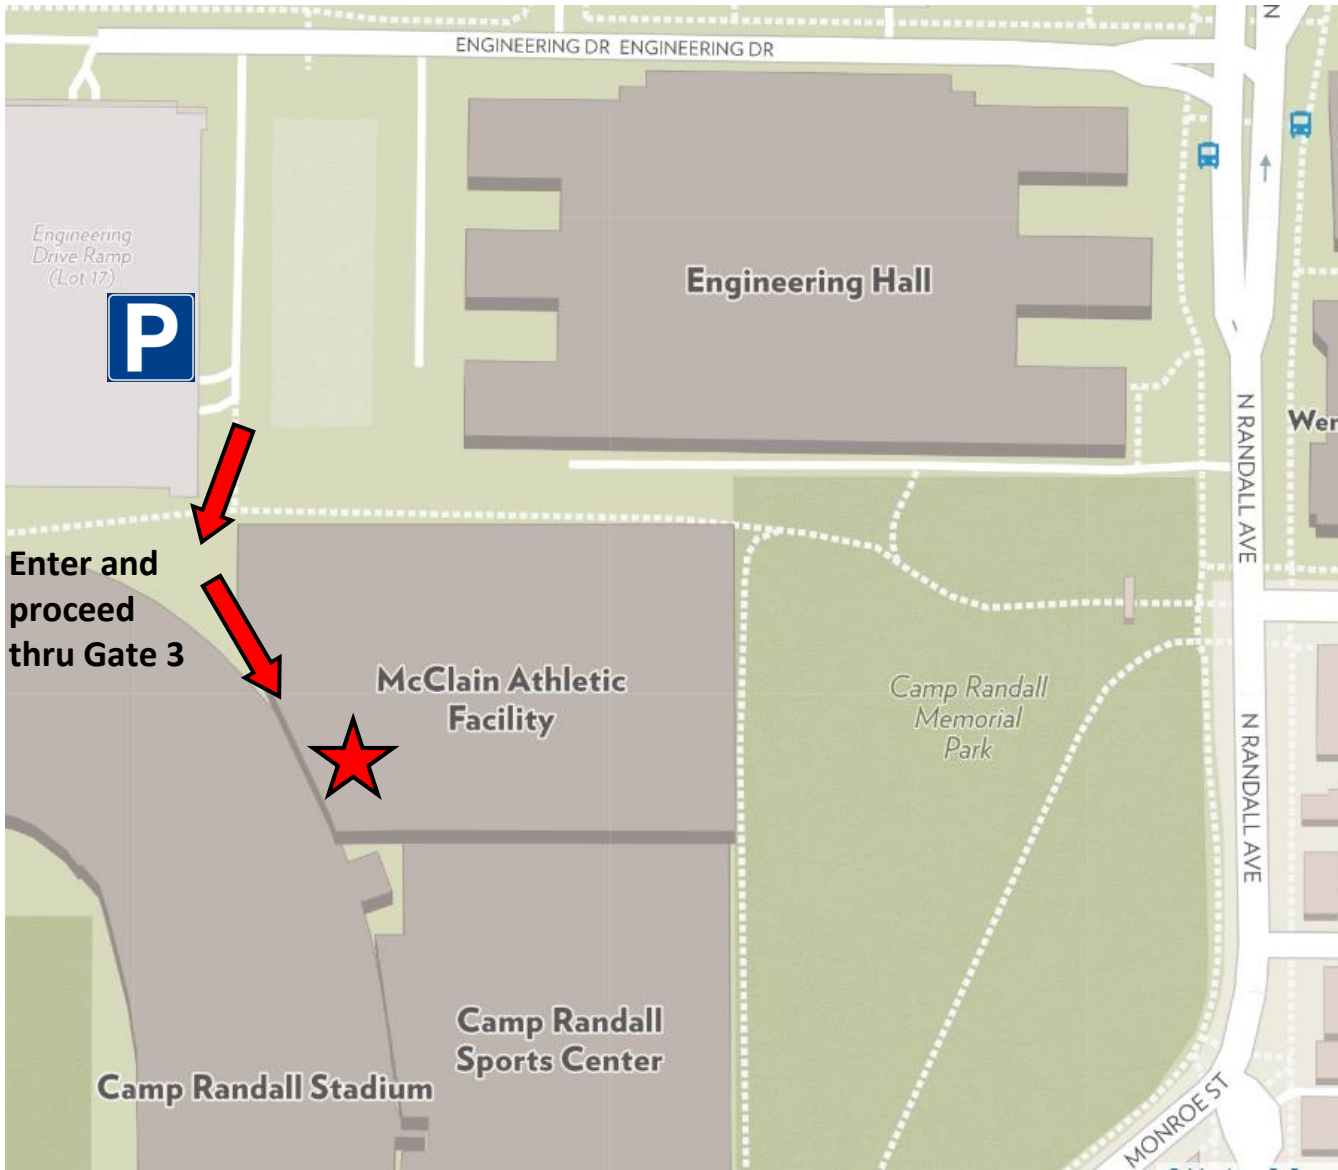 N
ENGINEERING DR ENGINEERING DR
Engineering
Drive Ramp
(Lot 17)
P
Engineering Hall
N RANDALL AVE
Wer
Enter and
proceed
thru Gate 3
McClain Athletic
Facility
Camp Randall
Memorial
Park
N RANDALL AVE
Camp Randall
Sports Center
Camp Randall Stadium
MONROE ST